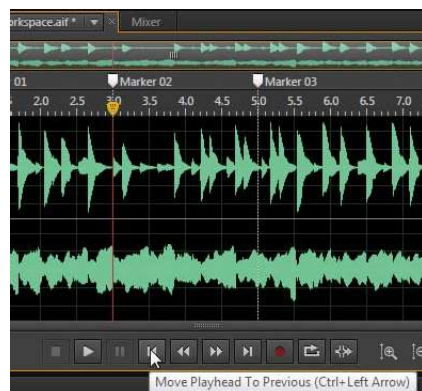 orkspace.aif * Mixer
01 Marker 02 Marker 03
2.0 2.5 3.0 3.5 4.0 4.5 5.0 5.5 6.0 6.5 7.0
Move Playhead To Previous (Ctrl+Left Arrow)